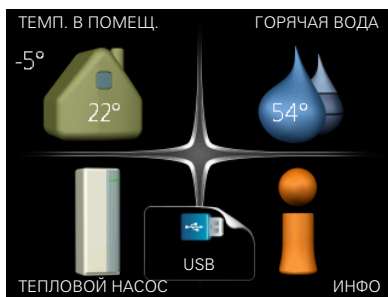 ТЕМП. В ПОМЕЩ.
ГОРЯЧАЯ ВОДА
-5°
22°
54°
USB
ТЕПЛОВОЙ НАСОС
ИНФО